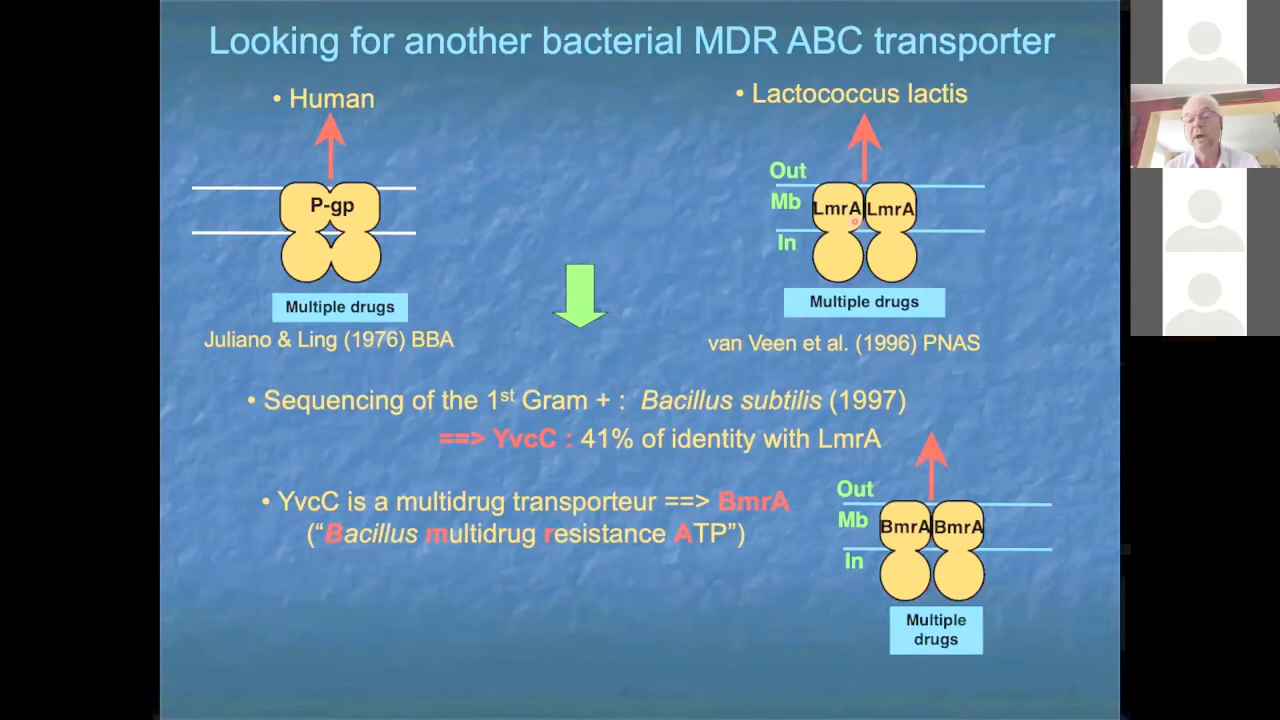 Looking for another bacterial MDR ABC transporter
• Human
P-gp
Multiple drugs
Juliano & Ling (1976) BBA
• Lactococcus lactis
Out
Mb
LmrA LmrA
In
Multiple drugs
van Veen et al. (1996) PNAS
• Sequencing of the 1st Gram + : Bacillus subtilis (1997)
==> YvcC : 41% of identity with LmrA
• YvcC is a multidrug transporteur ==> BmrA
(“Bacillus multidrug resistance ATP”)
Out
Mb
BmrA BmrA
In
Multiple
drugs